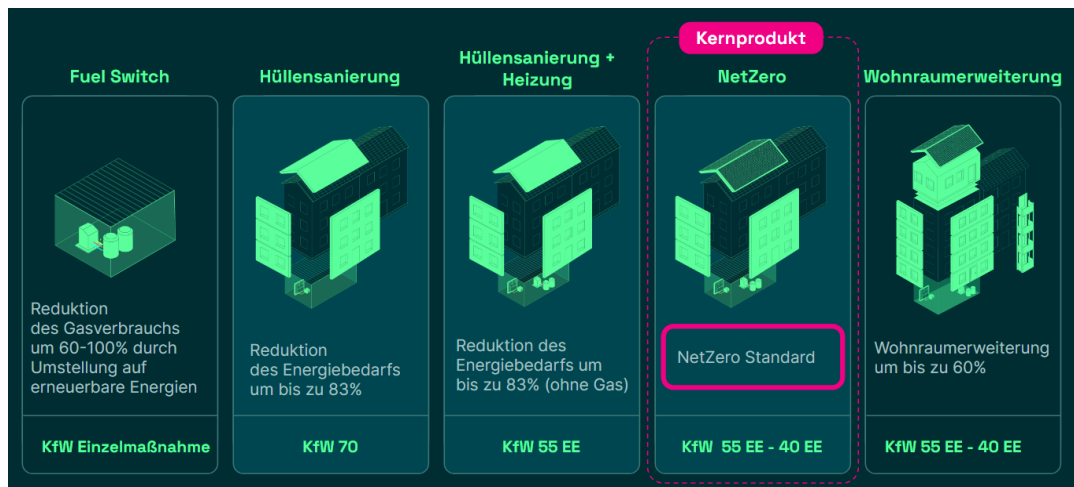 Kernprodukt
Fuel Switch
Hüllensanierung
Hüllensanierung +
Heizung
NetZero
Wohnraumerweiterung
Reduktion
des Gasverbrauchs
um 60-100% durch
Umstellung auf
erneuerbare Energien
Reduktion
des Energiebedarfs
um bis zu 83%
Reduktion des
Energiebedarfs um
bis zu 83% (ohne Gas)
NetZero Standard
Wohnraumerweiterung
um bis zu 60%
KfW Einzelmaßnahme
KfW 70
KfW 55 EE
KfW 55 EE - 40 EE
KfW 55 EE - 40 EE